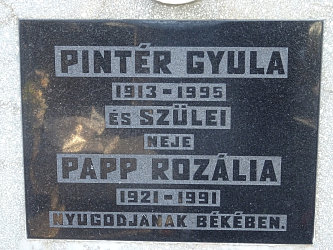 PINTÉR GYULA
1913-1995
ÉS SZÜLEI
NEJE
PAPP ROZÁLIA
1921-1991
NYUGODJANAK BÉKÉBEN.